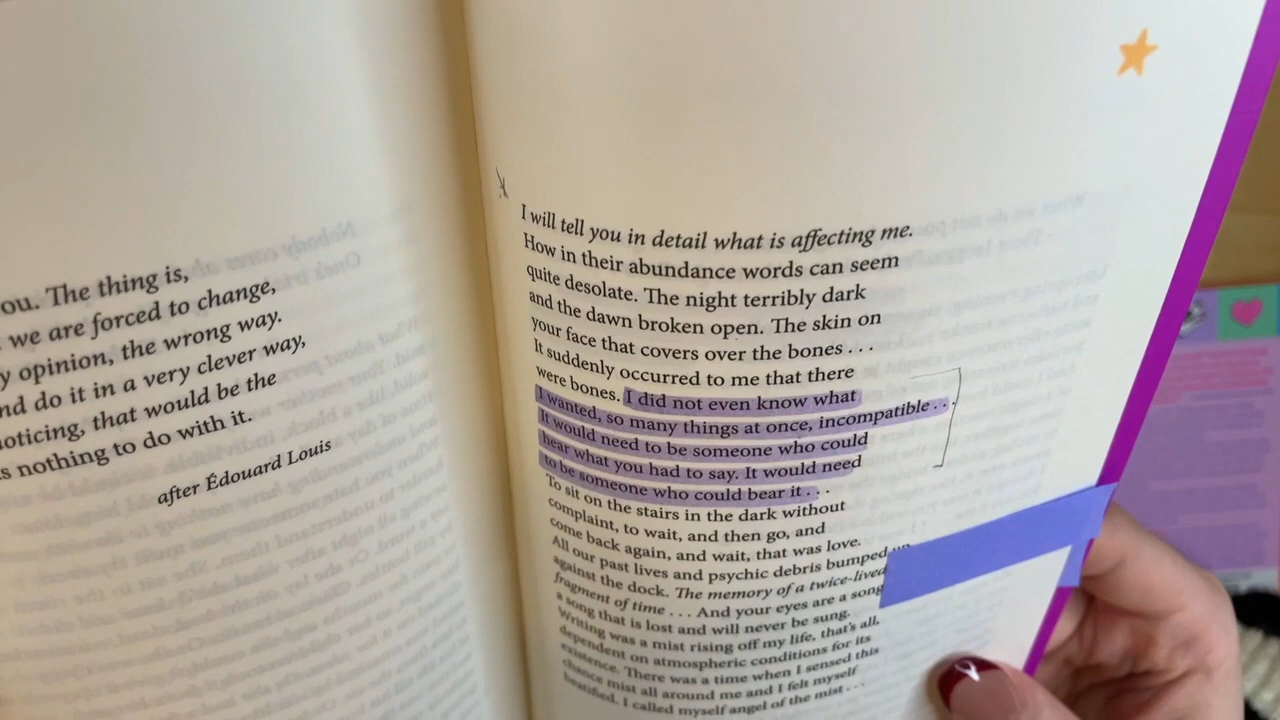 ou. The thing is,
we are forced to change,
y opinion, the wrong way.
nd do it in a very clever way,
noticing, that would be the
s nothing to do with it.
after Édouard Louis
I will tell you in detail what is affecting me.
How in their abundance words can seem
quite desolate. The night terribly dark
and the dawn broken open. The skin on
your face that covers over the bones . . .
It suddenly occurred to me that there
were bones. I did not even know what
I wanted, so many things at once, incompatible . . .
It would need to be someone who could
hear what you had to say. It would need
to be someone who could bear it . . .
To sit on the stairs in the dark without
complaint, to wait, and then go, and
come back again, and wait, that was love.
All our past lives and psychic debris bumped up
against the dock. The memory of a twice-lived
fragment of time . . . And your eyes are a song
a song that is lost and will never be sung.
Writing was a mist rising off my life, that's all,
dependent on atmospheric conditions for its
existence. There was a time when I sensed this
chance mist all around me and I felt myself
beatified. I called myself angel of the mist . . .